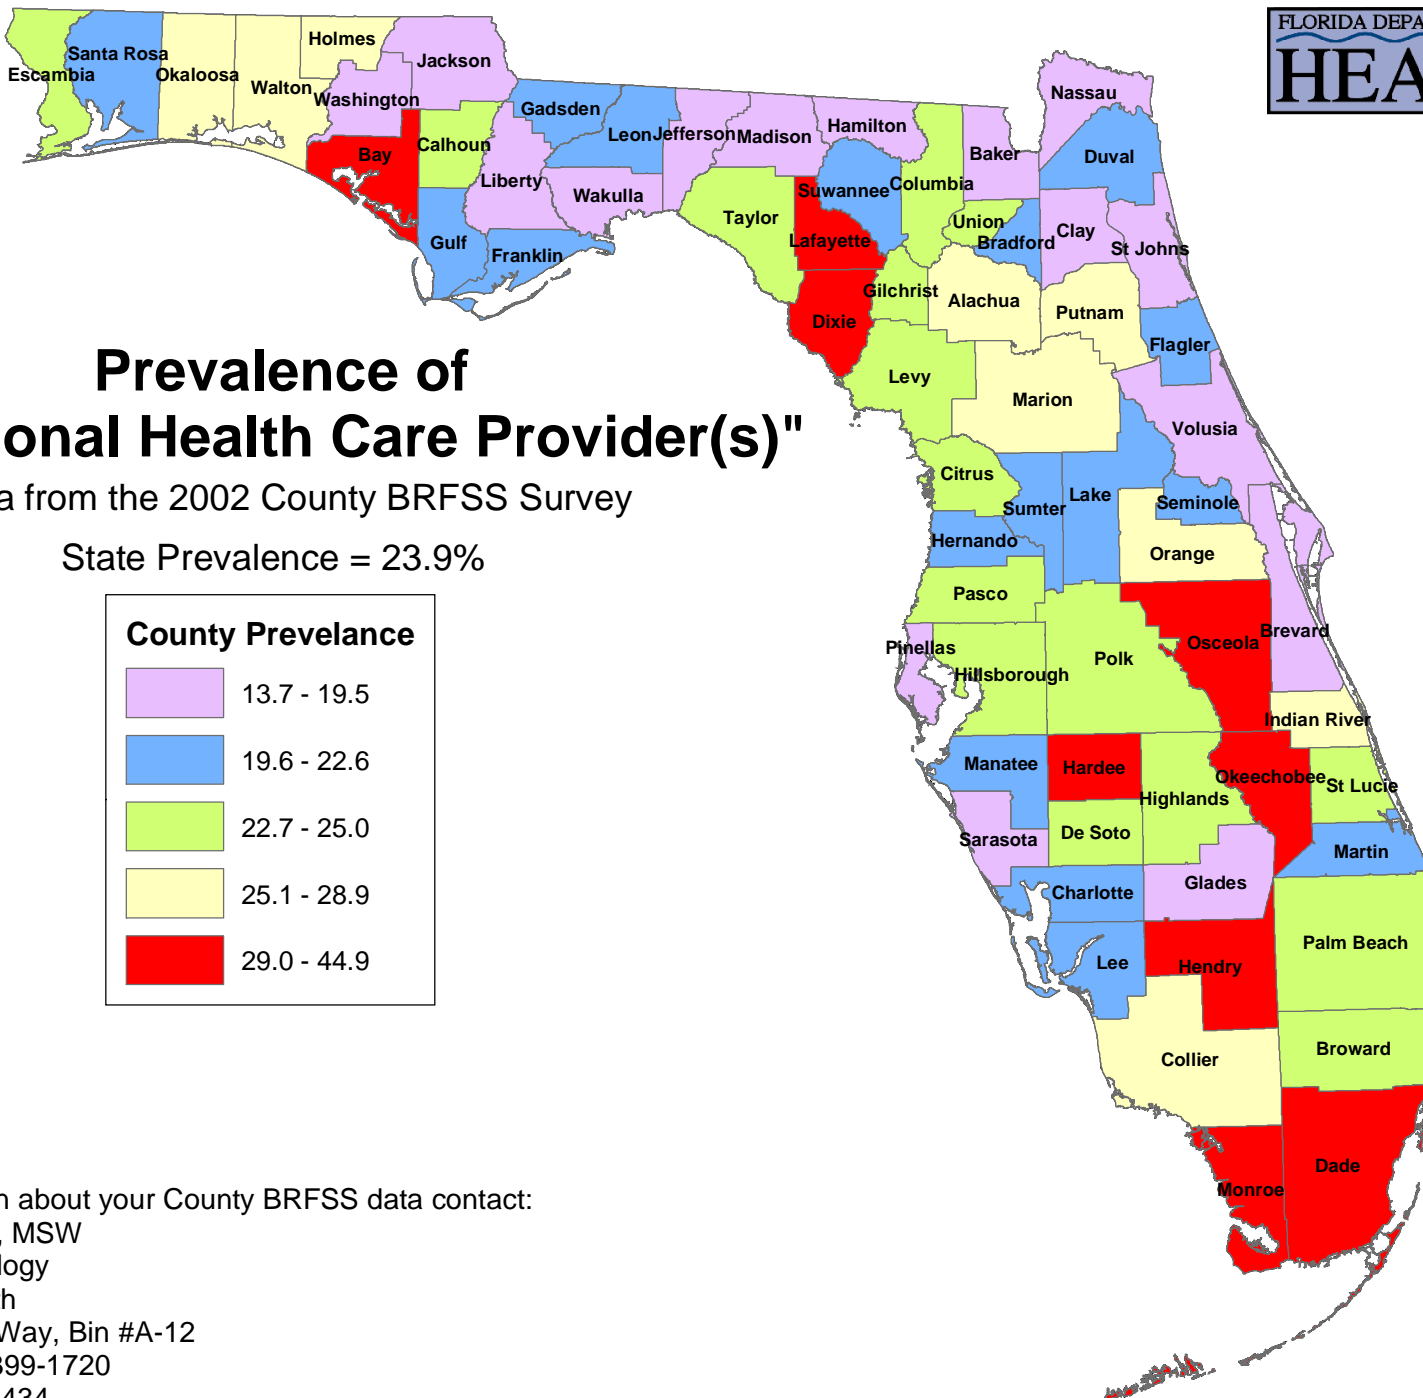 FLORIDA DEPA
HEA
Escambia
Santa Rosa
Okaloosa
Walton
Holmes
Jackson
Washington
Bay
Calhoun
Gadsden
Leon
Jefferson
Madison
Hamilton
Liberty
Wakulla
Gulf
Franklin
Taylor
Suwannee
Lafayette
Columbia
Baker
Nassau
Duval
Union
Bradford
Clay
St Johns
Gilchrist
Dixie
Alachua
Putnam
Flagler
Levy
Marion
Volusia
Citrus
Sumter
Lake
Seminole
Hernando
Orange
Pasco
Pinellas
Hillsborough
Polk
Osceola
Brevard
Indian River
Manatee
Hardee
Highlands
Okeechobee
St Lucie
Sarasota
De Soto
Martin
Charlotte
Glades
Lee
Hendry
Palm Beach
Collier
Broward
Monroe
Dade
Prevalence of
onal Health Care Provider(s)"
a from the 2002 County BRFSS Survey
State Prevalence = 23.9%
County Prevelance
13.7 - 19.5
19.6 - 22.6
22.7 - 25.0
25.1 - 28.9
29.0 - 44.9
n about your County BRFSS data contact:
, MSW
logy
th
Way, Bin #A-12
399-1720
434